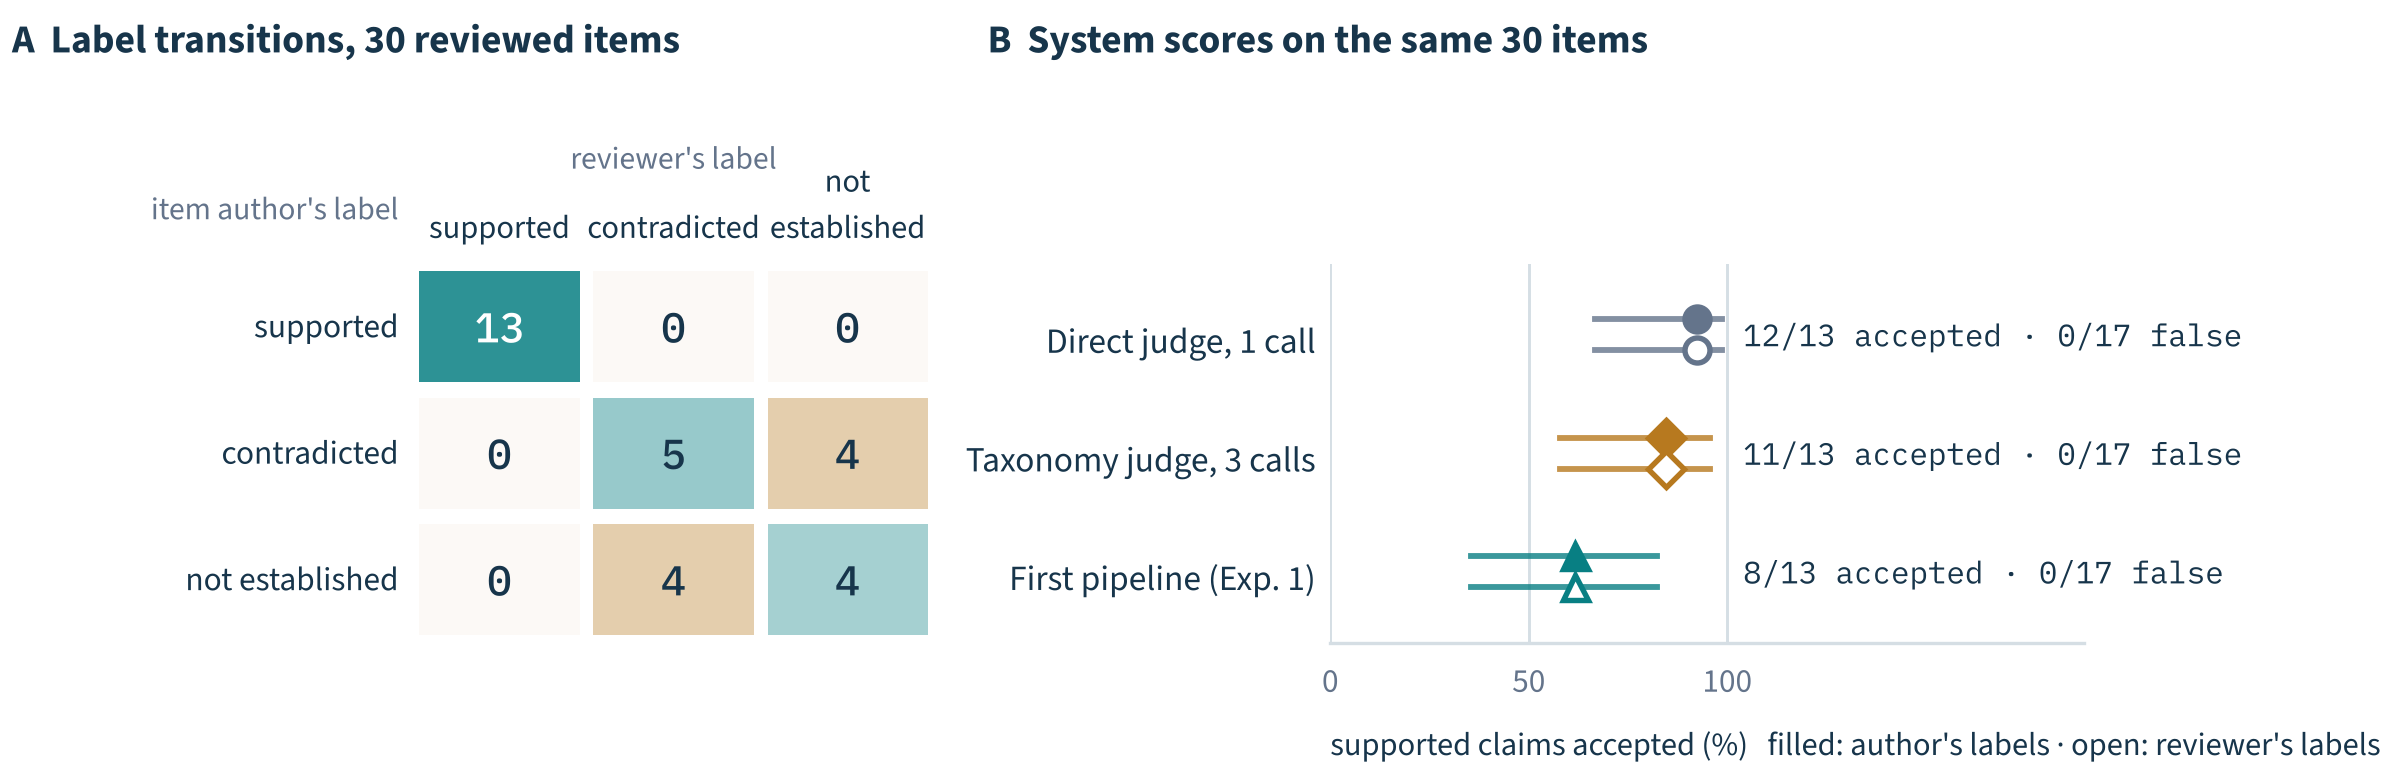 A Label transitions, 30 reviewed items
reviewer's label
item author's label
supported
contradicted
not
established
supported
13
0
0
contradicted
0
5
4
not established
0
4
4
B System scores on the same 30 items
Direct judge, 1 call
12/13 accepted · 0/17 false
Taxonomy judge, 3 calls
11/13 accepted · 0/17 false
First pipeline (Exp. 1)
8/13 accepted · 0/17 false
0
50
100
supported claims accepted (%)
filled: author's labels · open: reviewer's labels